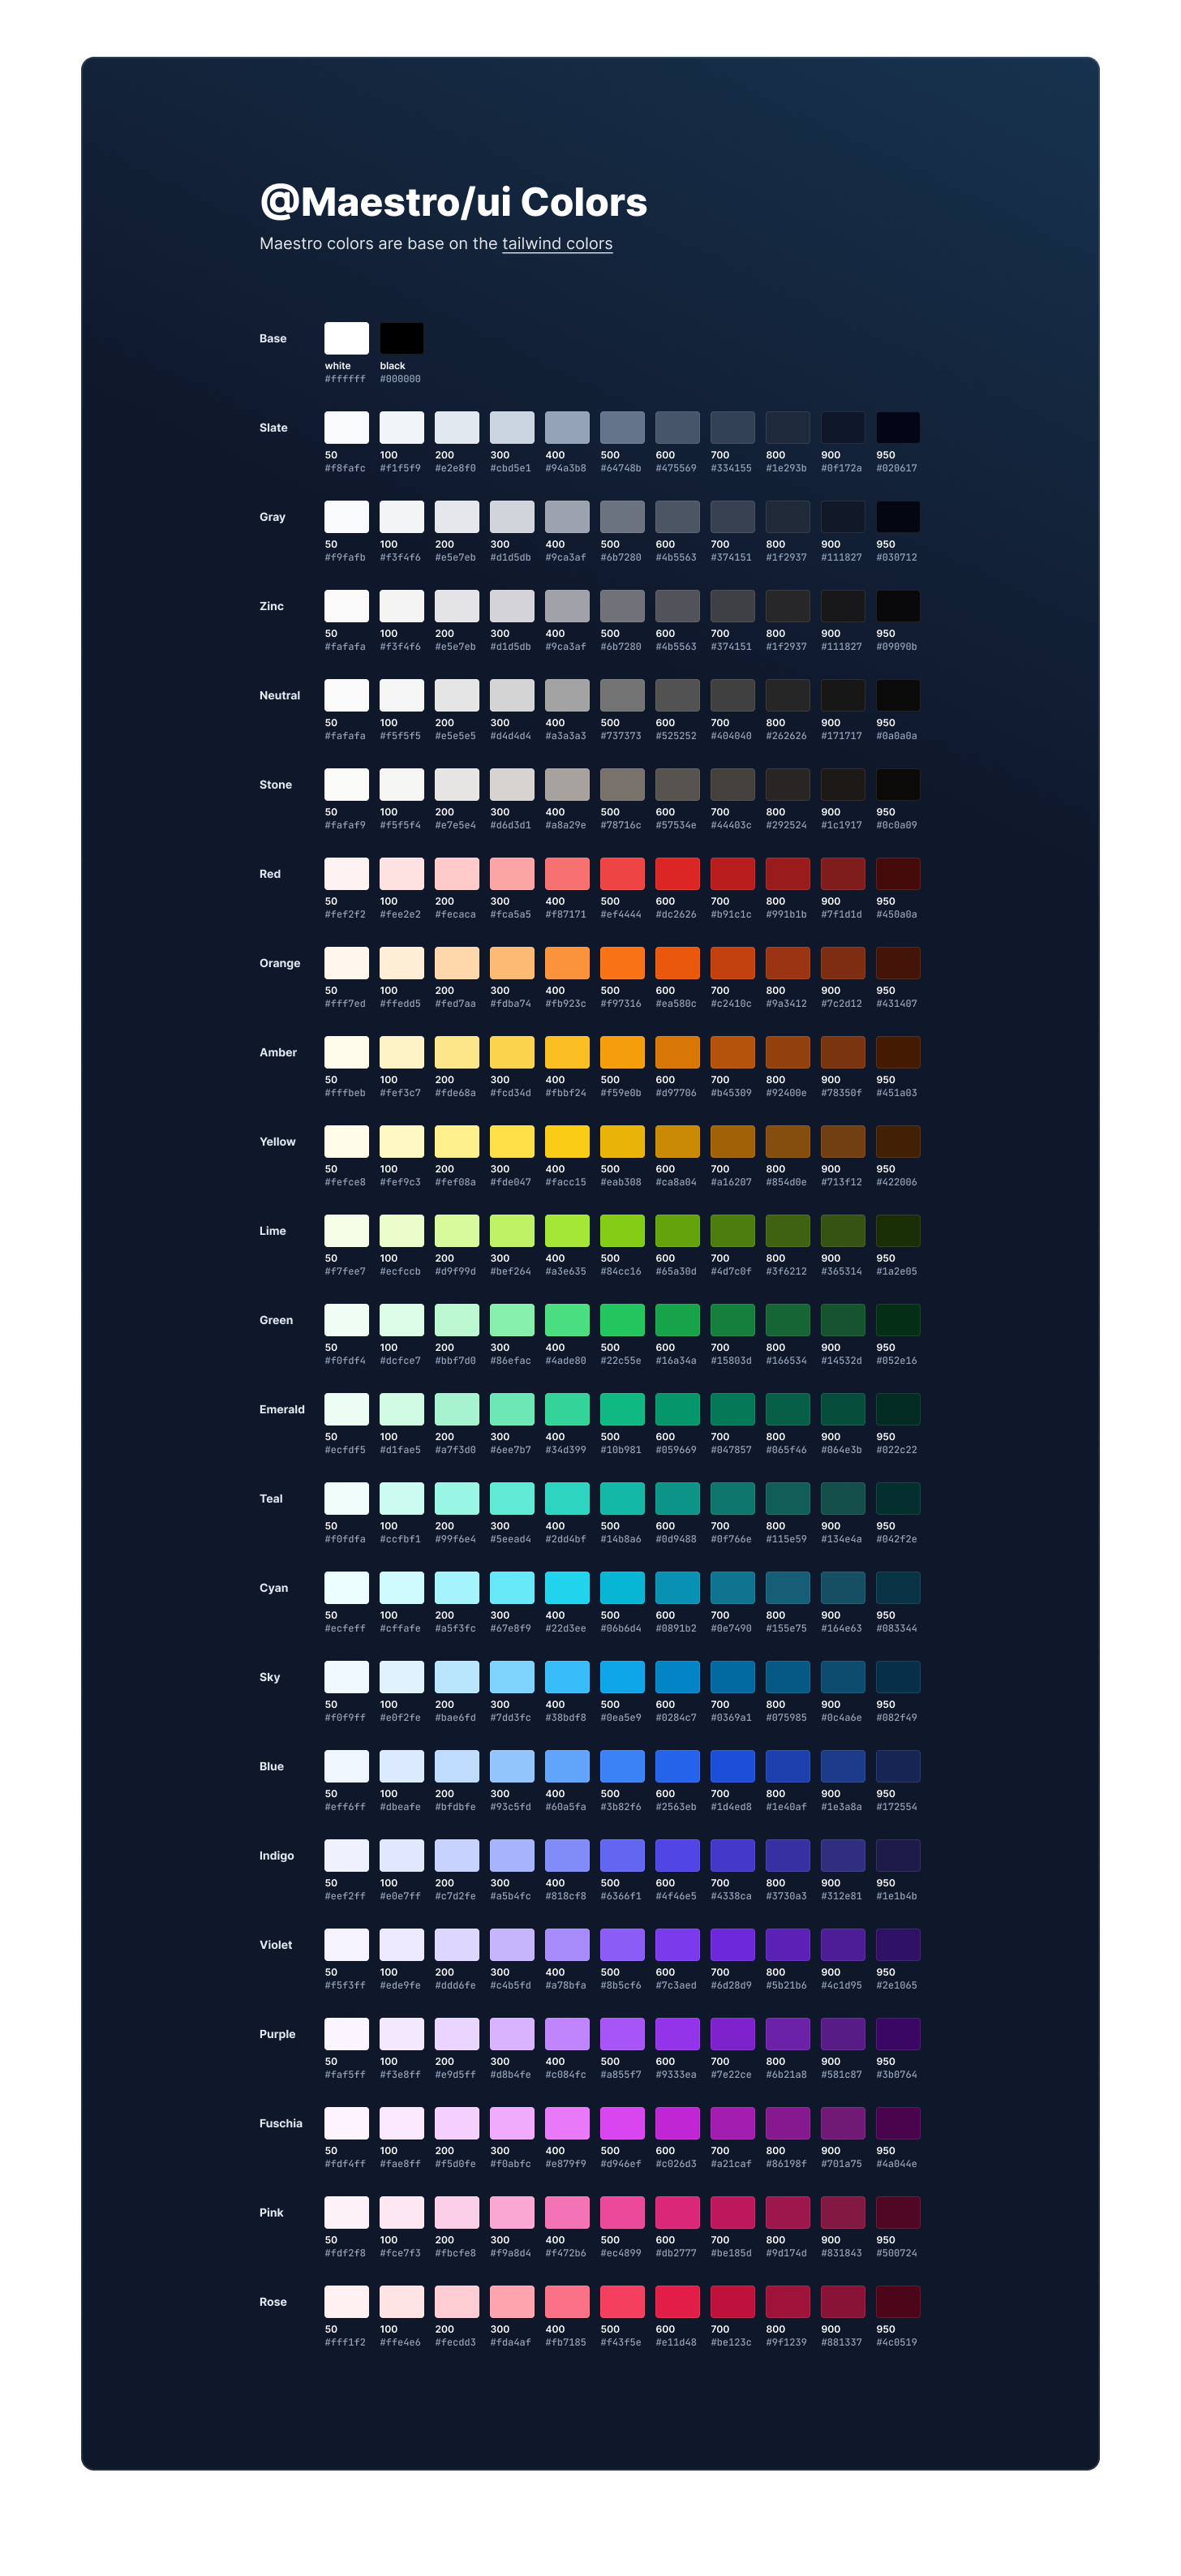 @Maestro/ui Colors
Maestro colors are base on the tailwind colors
Base
white black
#ffffff #000000
Slate
50 100 200 300 400 500 600 700 800 900 950
#f8fafc #f1f5f9 #e2e8f0 #cbd5e1 #94a3b8 #64748b #475569 #334155 #1e293b #0f172a #020617
Gray
50 100 200 300 400 500 600 700 800 900 950
#f9fafb #f3f4f6 #e5e7eb #d1d5db #9ca3af #6b7280 #4b5563 #374151 #1f2937 #111827 #030712
Zinc
50 100 200 300 400 500 600 700 800 900 950
#fafafa #f3f4f6 #e5e7eb #d1d5db #9ca3af #6b7280 #4b5563 #374151 #1f2937 #111827 #09090b
Neutral
50 100 200 300 400 500 600 700 800 900 950
#fafafa #f5f5f5 #e5e5e5 #d4d4d4 #a3a3a3 #737373 #525252 #404040 #262626 #171717 #0a0a0a
Stone
50 100 200 300 400 500 600 700 800 900 950
#fafaf9 #f5f5f4 #e7e5e4 #d6d3d1 #a8a29e #78716c #57534e #44403c #292524 #1c1917 #0c0a09
Red
50 100 200 300 400 500 600 700 800 900 950
#fef2f2 #fee2e2 #fecaca #fca5a5 #f87171 #ef4444 #dc2626 #b91c1c #991b1b #7f1d1d #450a0a
Orange
50 100 200 300 400 500 600 700 800 900 950
#fff7ed #ffedd5 #fed7aa #fdba74 #fb923c #f97316 #ea580c #c2410c #9a3412 #7c2d12 #431407
Amber
50 100 200 300 400 500 600 700 800 900 950
#fffbeb #fef3c7 #fde68a #fcd34d #fbbf24 #f59e0b #d97706 #b45309 #92400e #78350f #451a03
Yellow
50 100 200 300 400 500 600 700 800 900 950
#fefce8 #fef9c3 #fef08a #fde047 #facc15 #eab308 #ca8a04 #a16207 #854d0e #713f12 #422006
Lime
50 100 200 300 400 500 600 700 800 900 950
#f7fee7 #ecfccb #d9f99d #bef264 #a3e635 #84cc16 #65a30d #4d7c0f #3f6212 #365314 #1a2e05
Green
50 100 200 300 400 500 600 700 800 900 950
#f0fdf4 #dcfce7 #bbf7d0 #86efac #4ade80 #22c55e #16a34a #15803d #166534 #14532d #052e16
Emerald
50 100 200 300 400 500 600 700 800 900 950
#ecfdf5 #d1fae5 #a7f3d0 #6ee7b7 #34d399 #10b981 #059669 #047857 #065f46 #064e3b #022c22
Teal
50 100 200 300 400 500 600 700 800 900 950
#f0fdfa #ccfbf1 #99f6e4 #5eead4 #2dd4bf #14b8a6 #0d9488 #0f766e #115e59 #134e4a #042f2e
Cyan
50 100 200 300 400 500 600 700 800 900 950
#ecfeff #cffafe #a5f3fc #67e8f9 #22d3ee #06b6d4 #0891b2 #0e7490 #155e75 #164e63 #083344
Sky
50 100 200 300 400 500 600 700 800 900 950
#f0f9ff #e0f2fe #bae6fd #7dd3fc #38bdf8 #0ea5e9 #0284c7 #0369a1 #075985 #0c4a6e #082f49
Blue
50 100 200 300 400 500 600 700 800 900 950
#eff6ff #dbeafe #bfdbfe #93c5fd #60a5fa #3b82f6 #2563eb #1d4ed8 #1e40af #1e3a8a #172554
Indigo
50 100 200 300 400 500 600 700 800 900 950
#eef2ff #e0e7ff #c7d2fe #a5b4fc #818cf8 #6366f1 #4f46e5 #4338ca #3730a3 #312e81 #1e1b4b
Violet
50 100 200 300 400 500 600 700 800 900 950
#f5f3ff #ede9fe #ddd6fe #c4b5fd #a78bfa #8b5cf6 #7c3aed #6d28d9 #5b21b6 #4c1d95 #2e1065
Purple
50 100 200 300 400 500 600 700 800 900 950
#faf5ff #f3e8ff #e9d5ff #d8b4fe #c084fc #a855f7 #9333ea #7e22ce #6b21a8 #581c87 #3b0764
Fuschia
50 100 200 300 400 500 600 700 800 900 950
#fdf4ff #fae8ff #f5d0fe #f0abfc #e879f9 #d946ef #c026d3 #a21caf #86198f #701a75 #4a044e
Pink
50 100 200 300 400 500 600 700 800 900 950
#fdf2f8 #fce7f3 #fbcfe8 #f9a8d4 #f472b6 #ec4899 #db2777 #be185d #9d174d #831843 #500724
Rose
50 100 200 300 400 500 600 700 800 900 950
#fff1f2 #ffe4e6 #fecdd3 #fda4af #fb7185 #f43f5e #e11d48 #be123c #9f1239 #881337 #4c0519